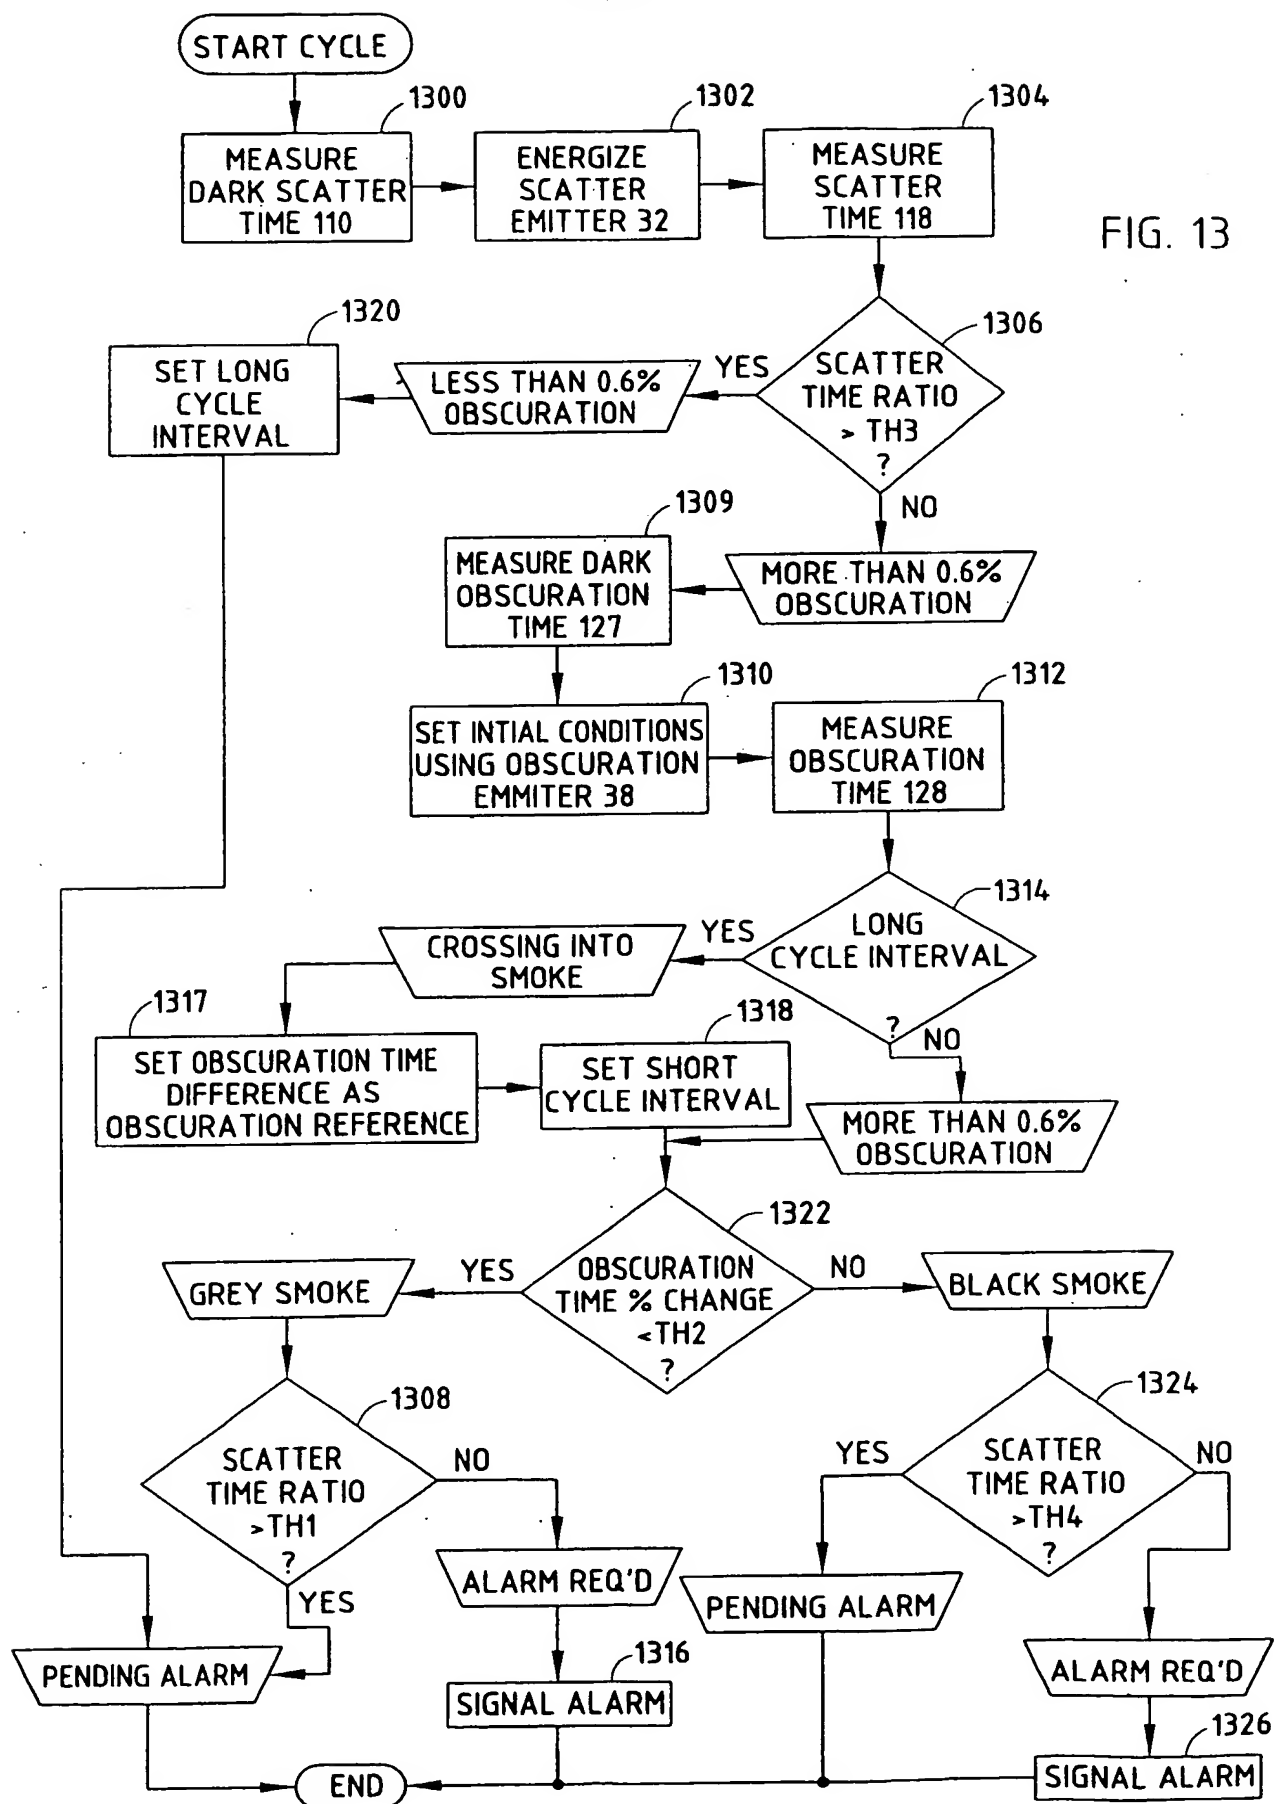 START CYCLE
1300
MEASURE
DARK SCATTER
TIME 110
1302
ENERGIZE
SCATTER
EMITTER 32
1304
MEASURE
SCATTER
TIME 118
FIG. 13
1306
SCATTER
TIME RATIO
> TH3
?
YES
LESS THAN 0.6%
OBSCURATION
1320
SET LONG
CYCLE
INTERVAL
NO
MORE THAN 0.6%
OBSCURATION
1309
MEASURE DARK
OBSCURATION
TIME 127
1310
SET INTIAL CONDITIONS
USING OBSCURATION
EMMITER 38
1312
MEASURE
OBSCURATION
TIME 128
1314
LONG
CYCLE INTERVAL
?
YES
CROSSING INTO
SMOKE
1317
SET OBSCURATION TIME
DIFFERENCE AS
OBSCURATION REFERENCE
1318
SET SHORT
CYCLE INTERVAL
NO
MORE THAN 0.6%
OBSCURATION
1322
OBSCURATION
TIME % CHANGE
<TH2
?
YES
GREY SMOKE
NO
BLACK SMOKE
1308
SCATTER
TIME RATIO
>TH1
?
YES
PENDING ALARM
NO
ALARM REQ'D
1316
SIGNAL ALARM
1324
SCATTER
TIME RATIO
>TH4
?
YES
PENDING ALARM
NO
ALARM REQ'D
1326
SIGNAL ALARM
END